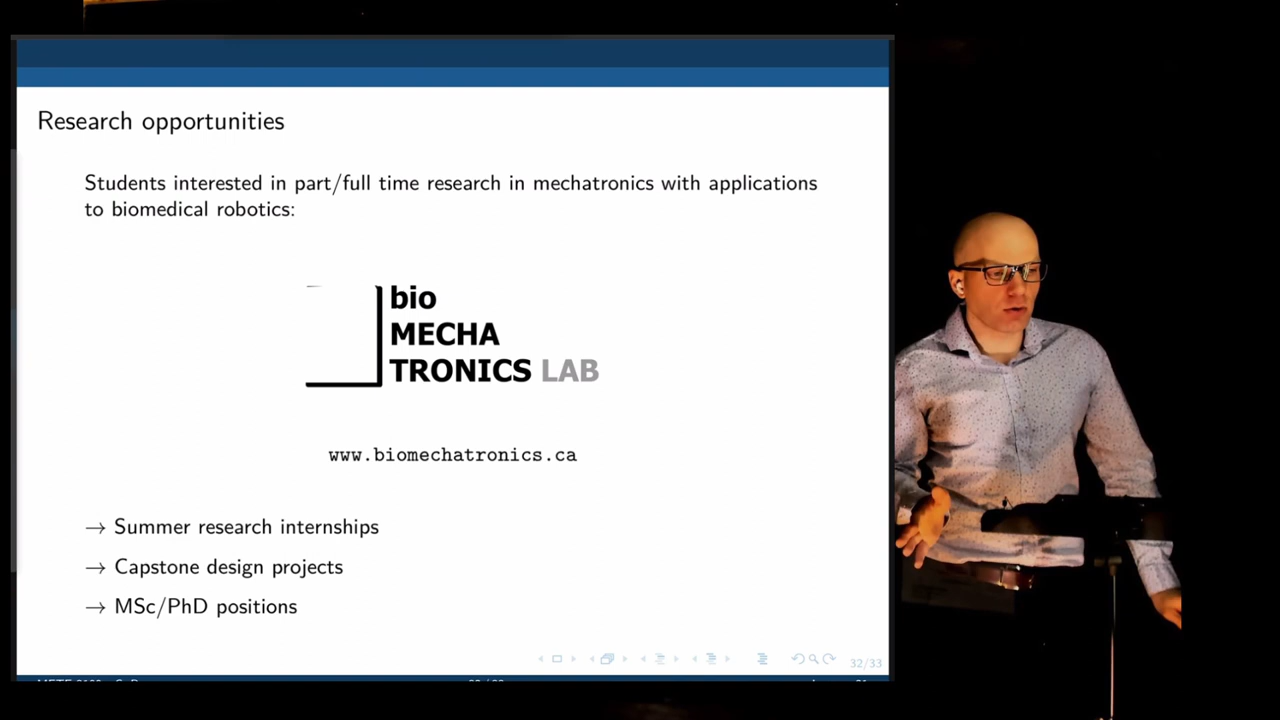 Research opportunities
Students interested in part/full time research in mechatronics with applications
to biomedical robotics:
bio
MECHA
TRONICS LAB
www.biomechatronics.ca
→ Summer research internships
→ Capstone design projects
→ MSc/PhD positions
32/33